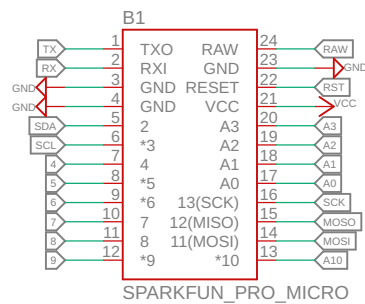 B1
TX 1 TXO RAW 24 RAW
RX 2 RXI GND 23 GND
GND 3 GND RESET 22 RST
GND 4 GND VCC 21 VCC
SDA 5 2 A3 20 A3
SCL 6 *3 A2 19 A2
4 7 4 A1 18 A1
5 8 *5 A0 17 A0
6 9 *6 13(SCK) 16 SCK
7 10 7 12(MISO) 15 MOSO
8 11 8 11(MOSI) 14 MOSI
9 12 *9 *10 13 A10
SPARKFUN_PRO_MICRO